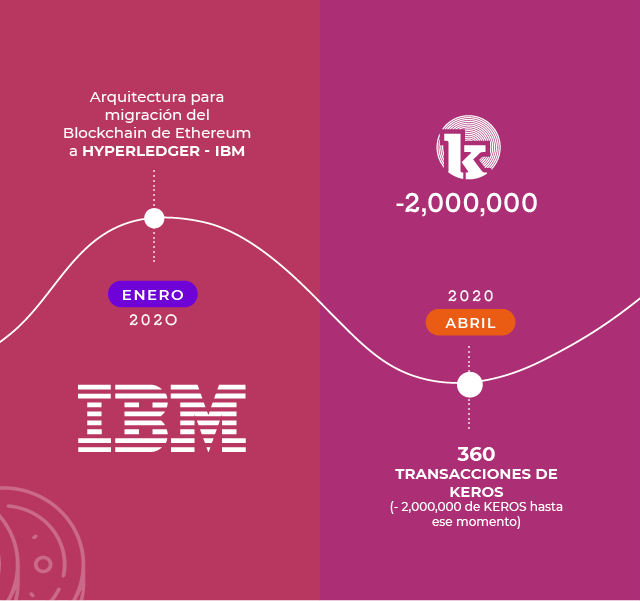 Arquitectura para
migración del
Blockchain de Ethereum
a HYPERLEDGER - IBM
ENERO
2020
IBM
1k
-2,000,000
2020
ABRIL
360
TRANSACCIONES DE
KEROS
(- 2,000,000 de KEROS hasta
ese momento)